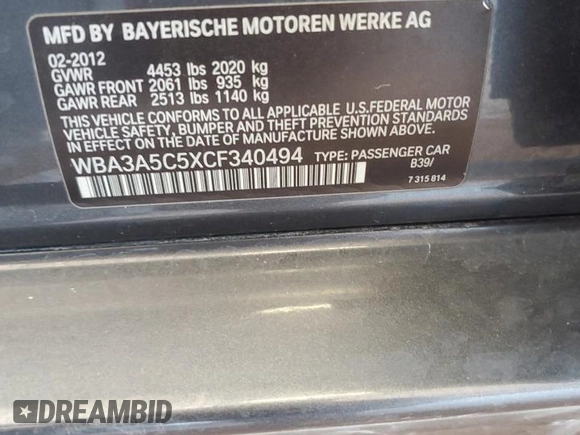 MFD BY BAYERISCHE MOTOREN WERKE AG
02-2012
GVWR 4453 lbs 2020 kg
GAWR FRONT 2061 lbs 935 kg
GAWR REAR 2513 lbs 1140 kg
THIS VEHICLE CONFORMS TO ALL APPLICABLE U.S.FEDERAL MOTOR
VEHICLE SAFETY, BUMPER AND THEFT PREVENTION STANDARDS
IN EFFECT ON THE DATE OF MANUFACTURE SHOWN ABOVE.
WBA3A5C5XCF340494 TYPE: PASSENGER CAR
B39/
7 315 814
DREAMBID